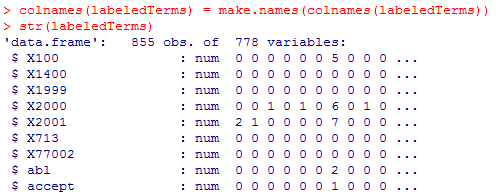 > colnames(labeledTerms) = make.names(colnames(labeledTerms))
> str(labeledTerms)
'data.frame':   855 obs. of  778 variables:
 $ X100            : num  0 0 0 0 0 0 5 0 0 0 ...
 $ X1400           : num  0 0 0 0 0 0 0 0 0 0 ...
 $ X1999           : num  0 0 0 0 0 0 0 0 0 0 ...
 $ X2000           : num  0 0 1 0 1 0 6 0 1 0 ...
 $ X2001           : num  2 1 0 0 0 0 7 0 0 0 ...
 $ X713            : num  0 0 0 0 0 0 0 0 0 0 ...
 $ X77002          : num  0 0 0 0 0 0 0 0 0 0 ...
 $ abl             : num  0 0 0 0 0 0 2 0 0 0 ...
 $ accept          : num  0 0 0 0 0 0 1 0 0 0 ...